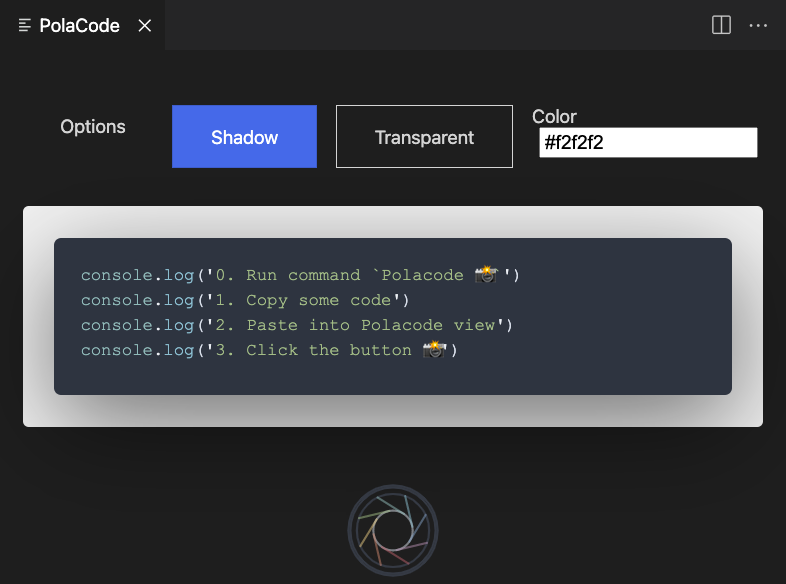 PolaCode
Options
Shadow
Transparent
Color
#f2f2f2
console.log('0. Run command `Polacode 📸 ')
console.log('1. Copy some code')
console.log('2. Paste into Polacode view')
console.log('3. Click the button 📸')